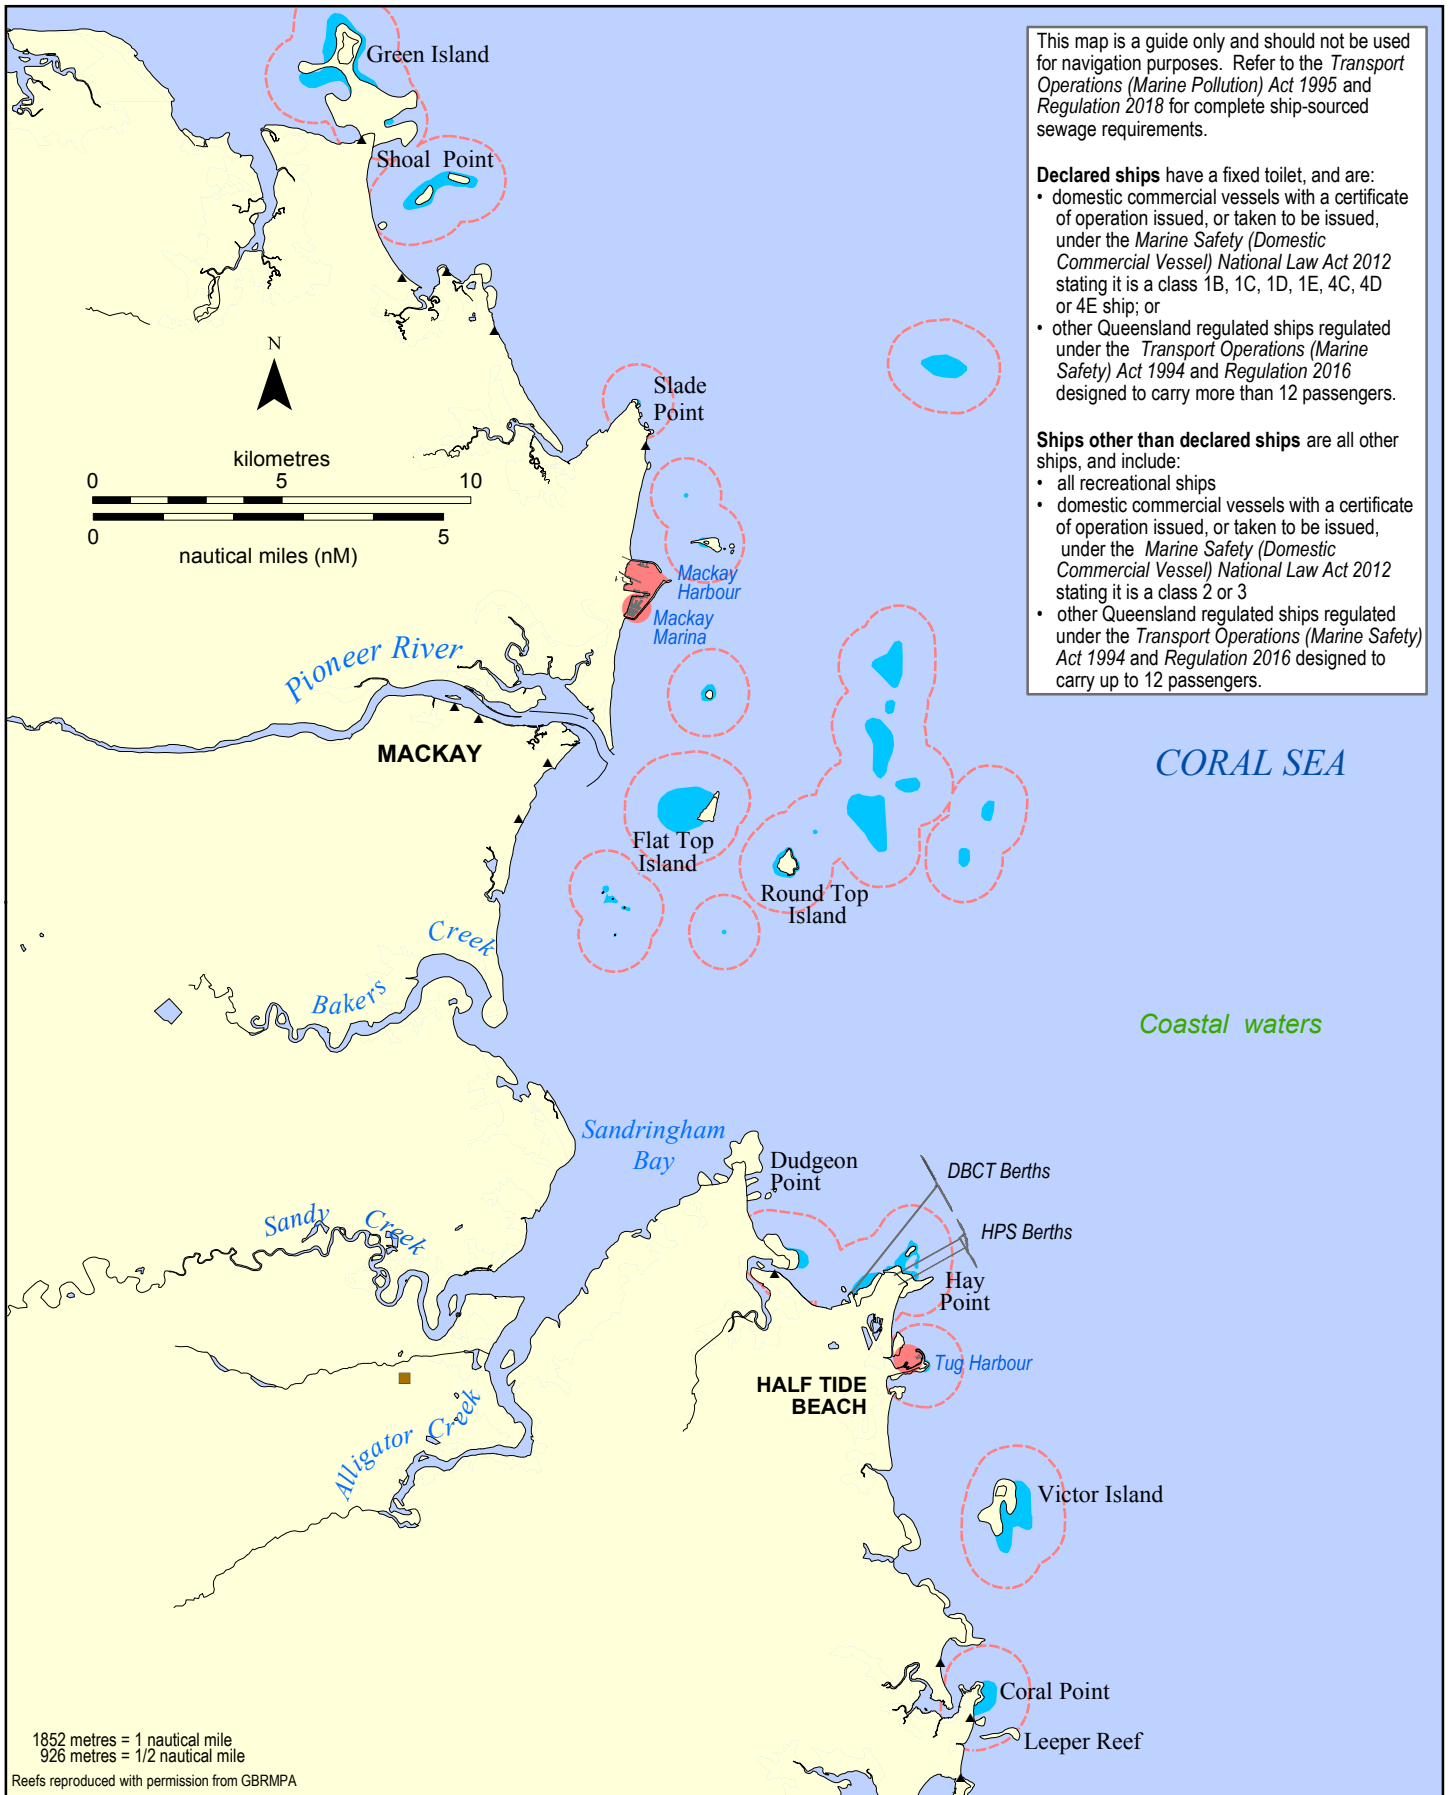 Green Island
Shoal Point
This map is a guide only and should not be used
for navigation purposes. Refer to the Transport
Operations (Marine Pollution) Act 1995 and
Regulation 2018 for complete ship-sourced
sewage requirements.
Declared ships have a fixed toilet, and are:
• domestic commercial vessels with a certificate
of operation issued, or taken to be issued,
under the Marine Safety (Domestic
Commercial Vessel) National Law Act 2012
stating it is a class 1B, 1C, 1D, 1E, 4C, 4D
or 4E ship; or
• other Queensland regulated ships regulated
under the Transport Operations (Marine
Safety) Act 1994 and Regulation 2016
designed to carry more than 12 passengers.
Ships other than declared ships are all other
ships, and include:
• all recreational ships
• domestic commercial vessels with a certificate
of operation issued, or taken to be issued,
under the Marine Safety (Domestic
Commercial Vessel) National Law Act 2012
stating it is a class 2 or 3
• other Queensland regulated ships regulated
under the Transport Operations (Marine Safety)
Act 1994 and Regulation 2016 designed to
carry up to 12 passengers.
N
Slade
Point
kilometres
0 5 10
0 5
nautical miles (nM)
Mackay
Harbour
Mackay
Marina
Pioneer River
MACKAY
CORAL SEA
Flat Top
Island
Round Top
Island
Bakers Creek
Coastal waters
Sandringham
Bay
Dudgeon
Point
DBCT Berths
HPS Berths
Sandy Creek
Hay
Point
Tug Harbour
HALF TIDE
BEACH
Alligator Creek
Victor Island
Coral Point
Leeper Reef
1852 metres = 1 nautical mile
926 metres = 1/2 nautical mile
Reefs reproduced with permission from GBRMPA